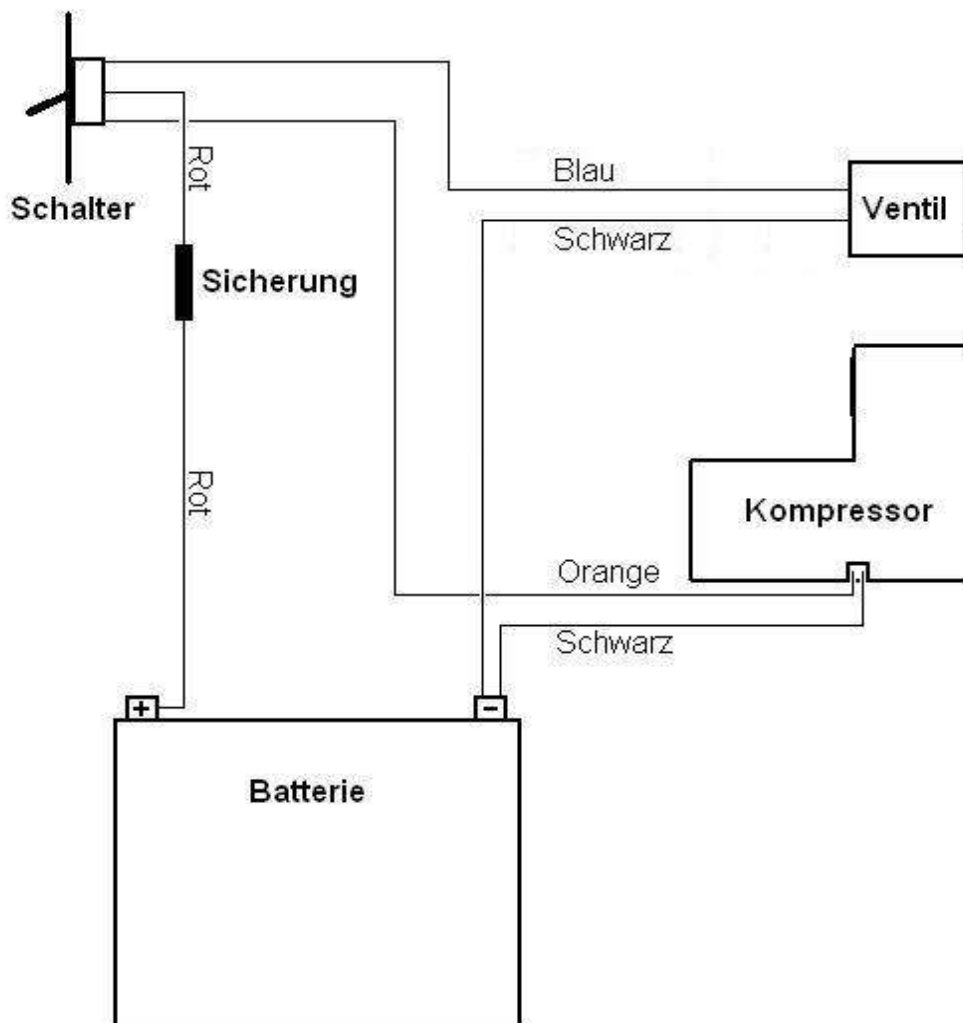 Blau
Rot
Schalter
Ventil
Schwarz
Sicherung
Rot
Kompressor
Orange
Schwarz
+
-
Batterie